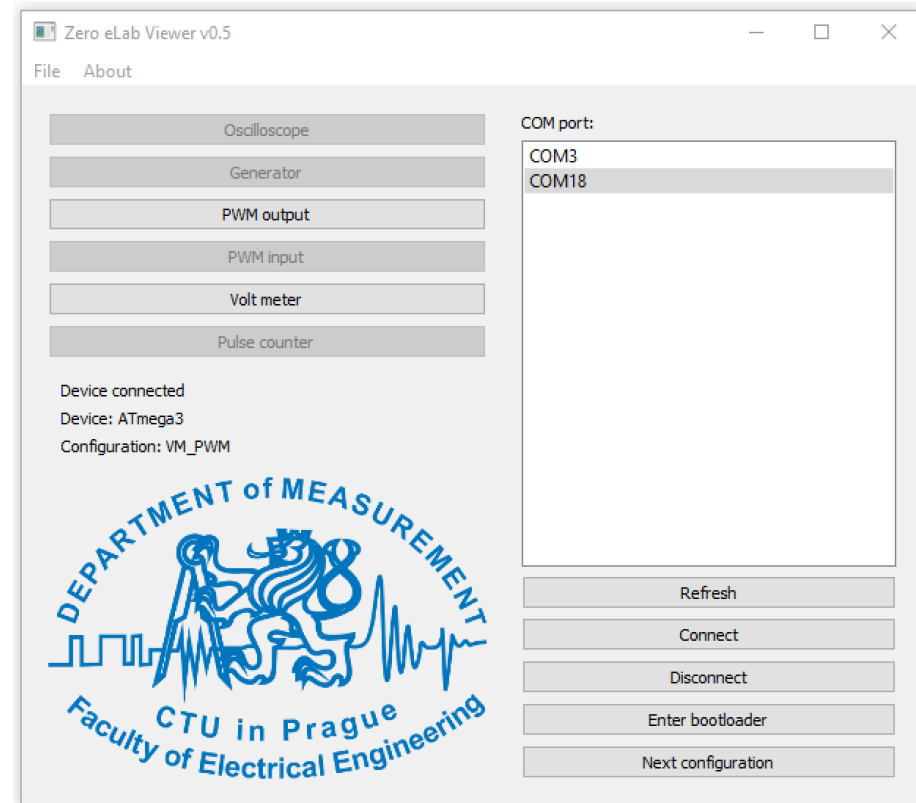 Zero eLab Viewer v0.5
File About
Oscilloscope
Generator
PWM output
PWM input
Volt meter
Pulse counter
Device connected
Device: ATmega3
Configuration: VM_PWM
DEPARTMENT of MEASUREMENT
CTU in Prague
Faculty of Electrical Engineering
COM port:
COM3
COM18
Refresh
Connect
Disconnect
Enter bootloader
Next configuration